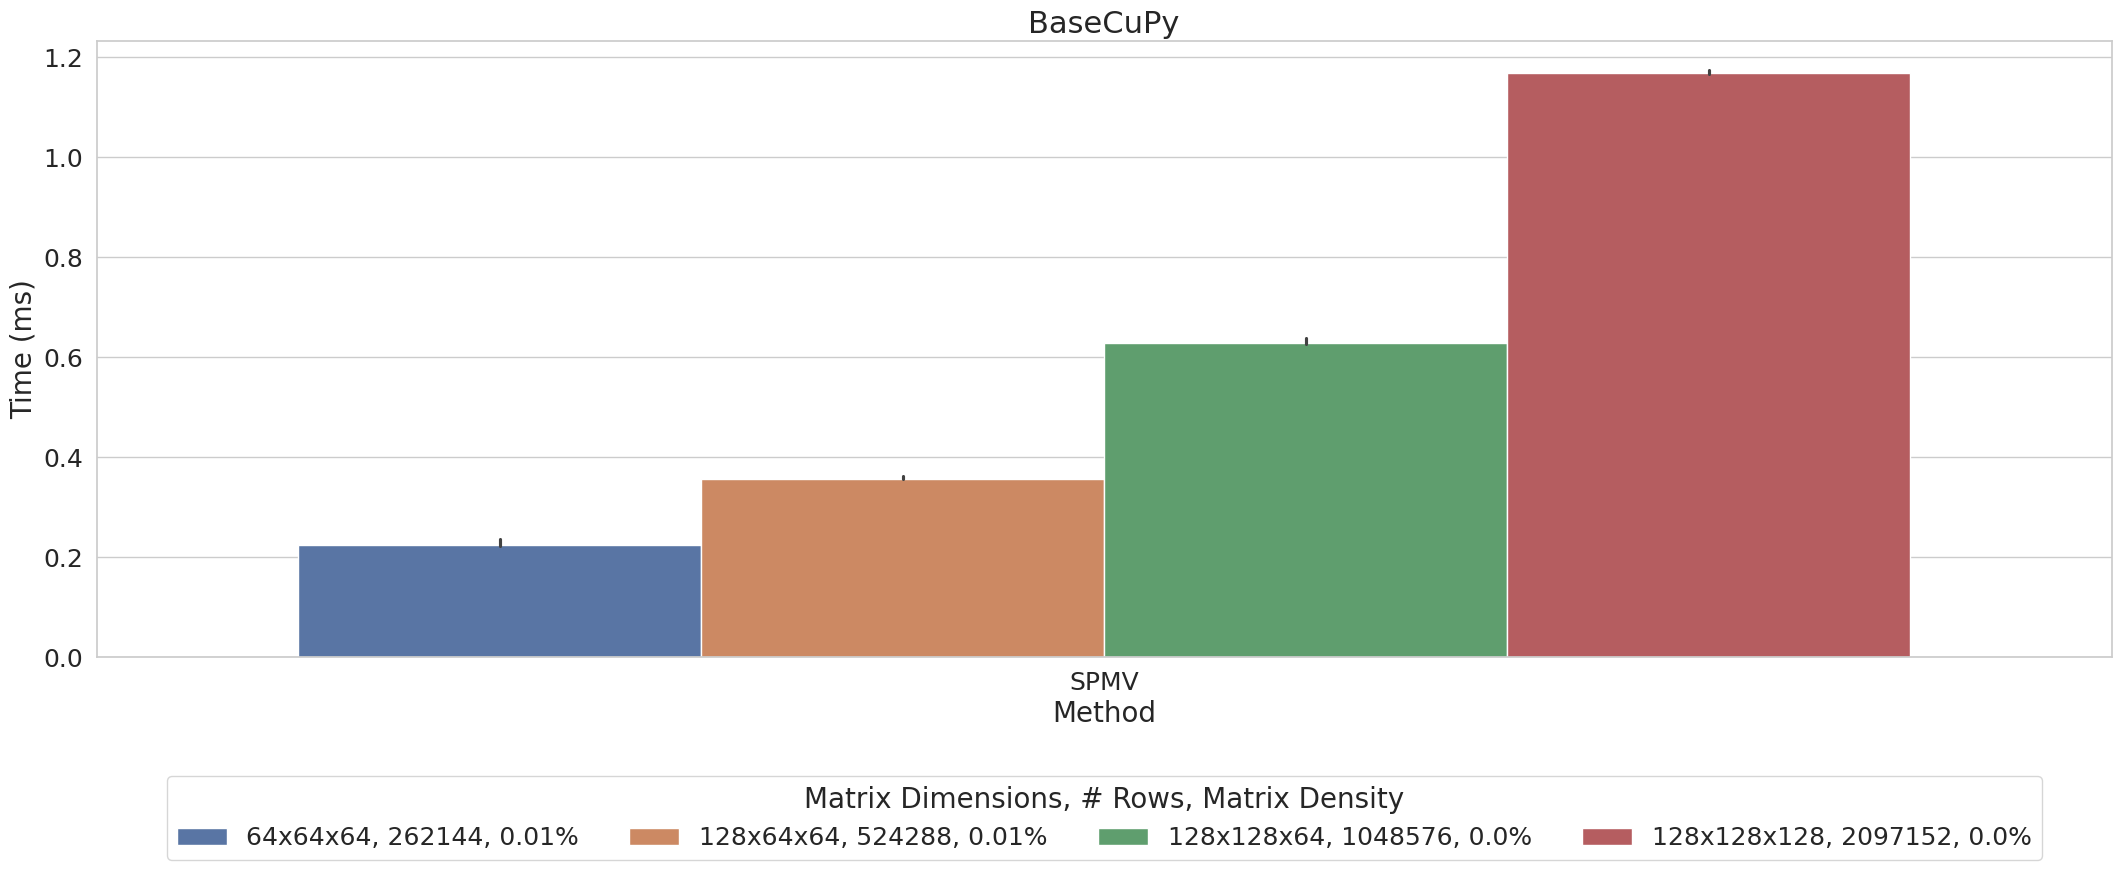 BaseCuPy
1.2
1.0
0.8
0.6
0.4
0.2
0.0
Time (ms)
SPMV
Method
Matrix Dimensions, # Rows, Matrix Density
64x64x64, 262144, 0.01%
128x64x64, 524288, 0.01%
128x128x64, 1048576, 0.0%
128x128x128, 2097152, 0.0%